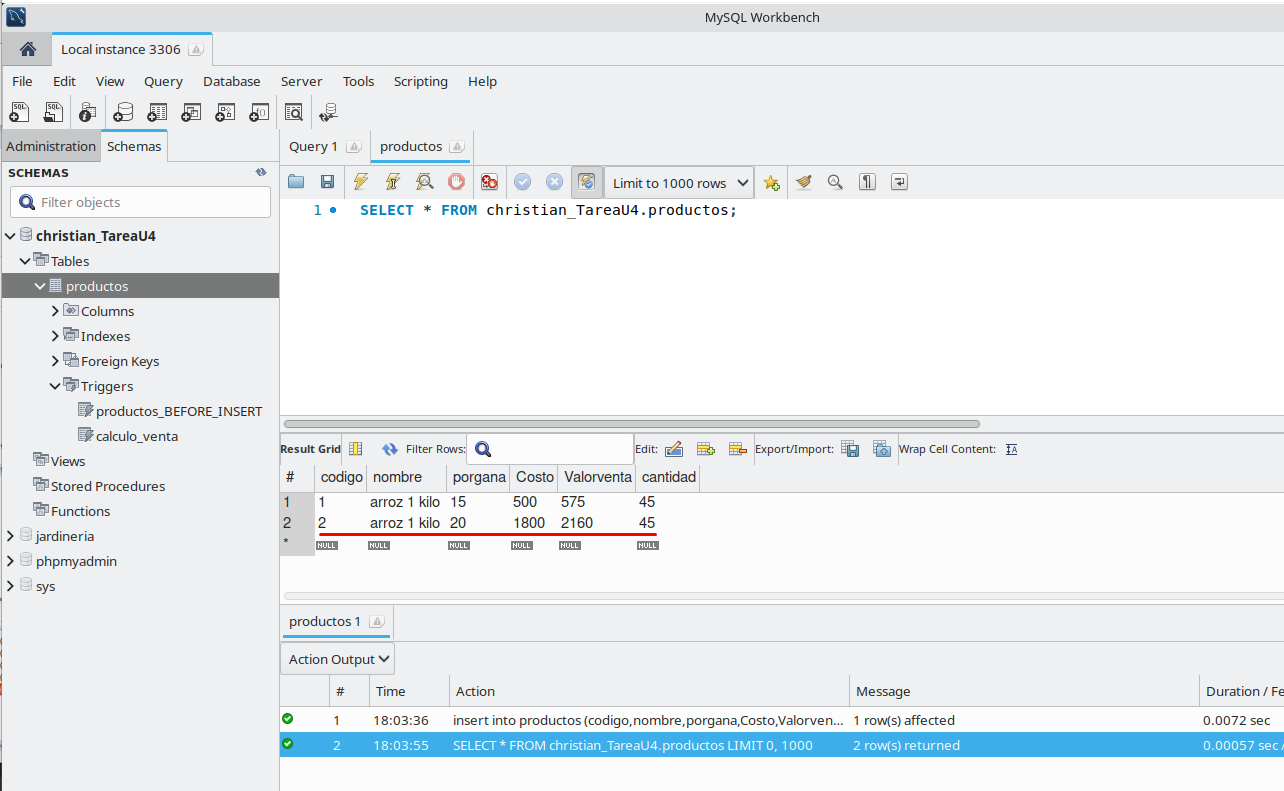 MySQL Workbench
Local instance 3306
File Edit View Query Database Server Tools Scripting Help
Administration Schemas
Query 1 productos
SCHEMAS
Filter objects
Limit to 1000 rows
1 SELECT * FROM christian_TareaU4.productos;
christian_TareaU4
Tables
productos
Columns
Indexes
Foreign Keys
Triggers
productos_BEFORE_INSERT
calculo_venta
Views
Stored Procedures
Functions
jardineria
phpmyadmin
sys
Result Grid Filter Rows: Edit: Export/Import: Wrap Cell Content:
# codigo nombre porgana Costo Valorventa cantidad
1 1 arroz 1 kilo 15 500 575 45
2 2 arroz 1 kilo 20 1800 2160 45
* NULL NULL NULL NULL NULL NULL
productos 1
Action Output
# Time Action Message Duration / Fe
1 18:03:36 insert into productos (codigo,nombre,porgana,Costo,Valorven... 1 row(s) affected 0.0072 sec
2 18:03:55 SELECT * FROM christian_TareaU4.productos LIMIT 0, 1000 2 row(s) returned 0.00057 sec /